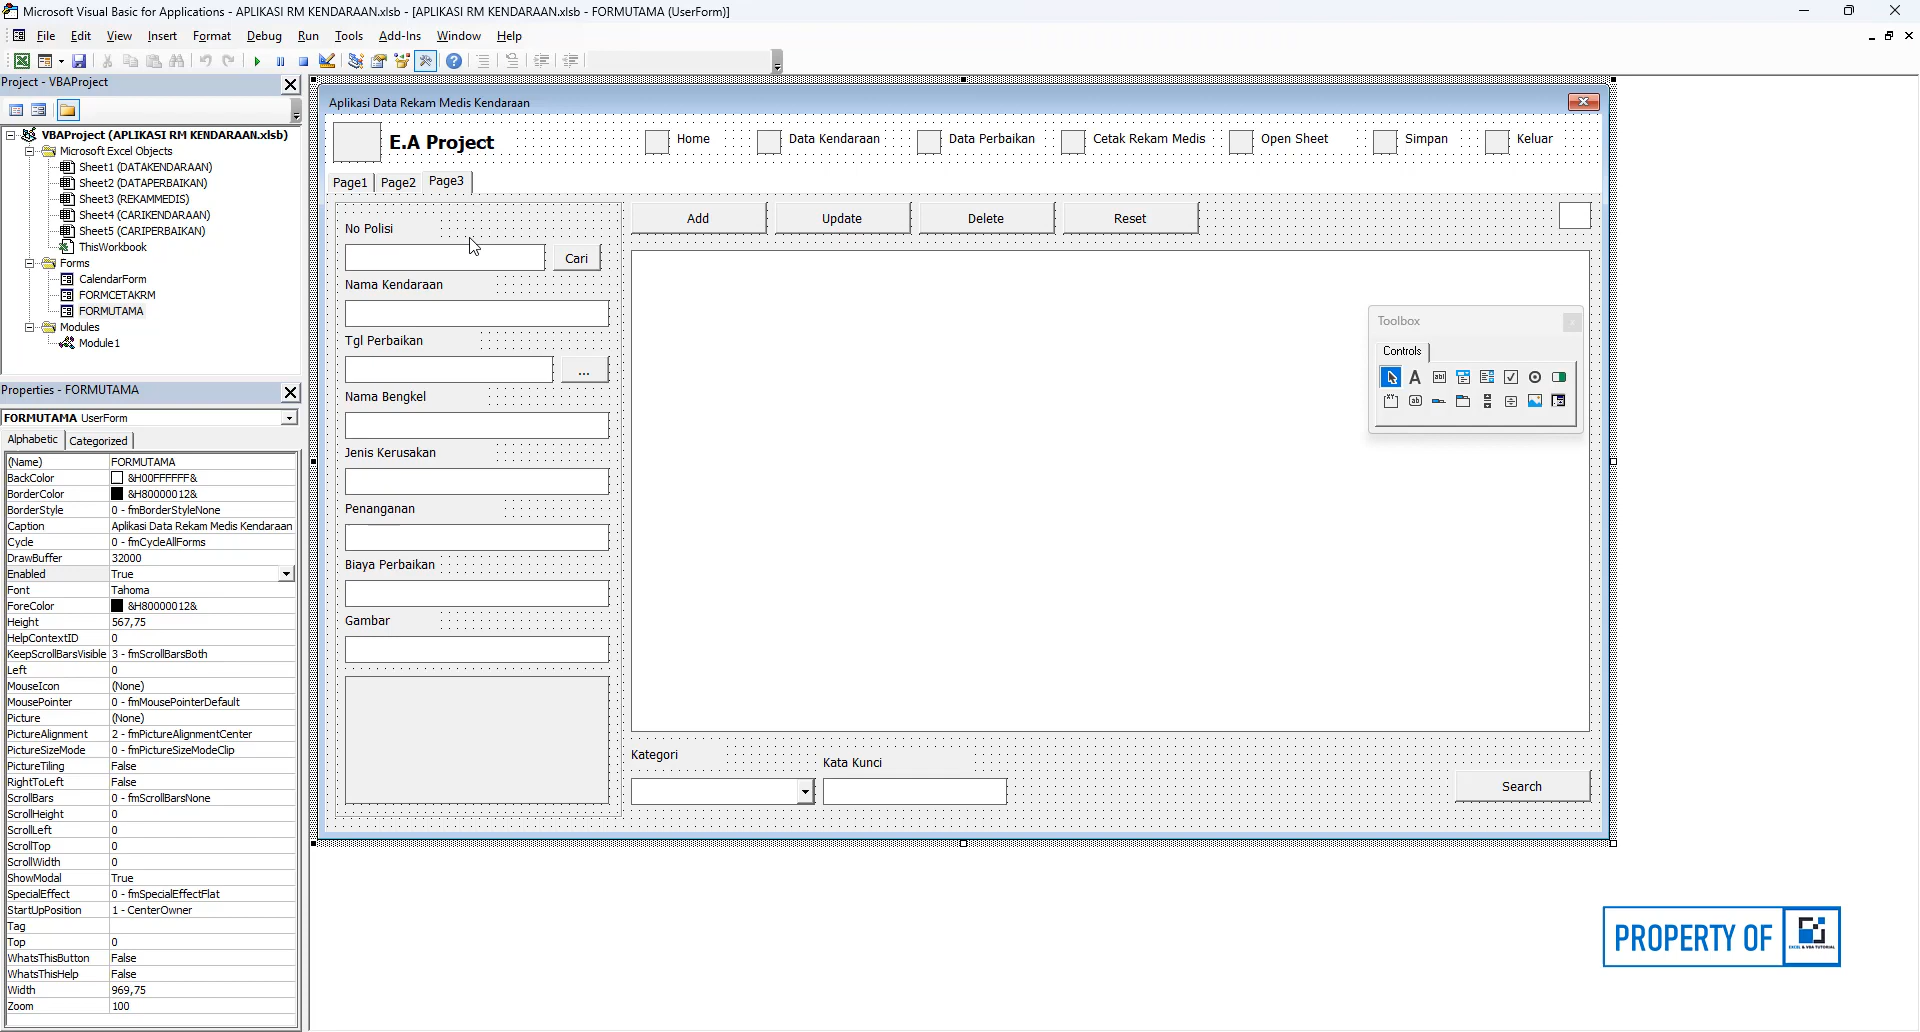 Microsoft Visual Basic for Applications - APLIKASI RM KENDARAAN.xlsb - [APLIKASI RM KENDARAAN.xlsb - FORMUTAMA (UserForm)]
File Edit View Insert Format Debug Run Tools Add-Ins Window Help
Project - VBAProject
VBAProject (APLIKASI RM KENDARAAN.xlsb)
Microsoft Excel Objects
Sheet1 (DATAKENDARAAN)
Sheet2 (DATAPERBAIKAN)
Sheet3 (REKAMMEDIS)
Sheet4 (CARIKENDARAAN)
Sheet5 (CARIPERBAIKAN)
ThisWorkbook
Forms
CalendarForm
FORMCETAKRM
FORMUTAMA
Modules
Module1
Properties - FORMUTAMA
FORMUTAMA UserForm
Alphabetic Categorized
(Name) FORMUTAMA
BackColor &H00FFFFFF&
BorderColor &H80000012&
BorderStyle 0 - fmBorderStyleNone
Caption Aplikasi Data Rekam Medis Kendaraan
Cycle 0 - fmCycleAllForms
DrawBuffer 32000
Enabled True
Font Tahoma
ForeColor &H80000012&
Height 567,75
HelpContextID 0
KeepScrollBarsVisible 3 - fmScrollBarsBoth
Left 0
MouseIcon (None)
MousePointer 0 - fmMousePointerDefault
Picture (None)
PictureAlignment 2 - fmPictureAlignmentCenter
PictureSizeMode 0 - fmPictureSizeModeClip
PictureTiling False
RightToLeft False
ScrollBars 0 - fmScrollBarsNone
ScrollHeight 0
ScrollLeft 0
ScrollTop 0
ScrollWidth 0
ShowModal True
SpecialEffect 0 - fmSpecialEffectFlat
StartUpPosition 1 - CenterOwner
Tag
Top 0
WhatsThisButton False
WhatsThisHelp False
Width 969,75
Zoom 100
Aplikasi Data Rekam Medis Kendaraan
E.A Project Home Data Kendaraan Data Perbaikan Cetak Rekam Medis Open Sheet Simpan Keluar
Page1 Page2 Page3
Add Update Delete Reset
No Polisi
Cari
Nama Kendaraan
Tgl Perbaikan
...
Nama Bengkel
Jenis Kerusakan
Penanganan
Biaya Perbaikan
Gambar
Toolbox
Controls
Kategori
Kata Kunci
Search
PROPERTY OF
EXCEL & VBA TUTORIAL